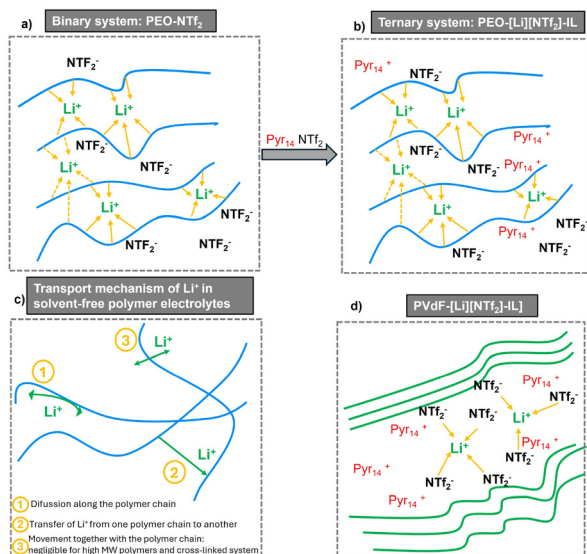 a)
Binary system: PEO-NTf₂
NTF₂⁻
Li⁺
Li⁺
NTF₂⁻
Li⁺
NTF₂⁻
Li⁺
Li⁺
NTF₂⁻
NTF₂⁻
NTF₂⁻
Pyr₁₄ NTf₂
b)
Ternary system: PEO-[Li][NTf₂]-IL
Pyr₁₄⁺
NTF₂⁻
Li⁺
Li⁺
NTF₂⁻
Pyr₁₄⁺
Li⁺
NTF₂⁻
Pyr₁₄⁺
Li⁺
Li⁺
Pyr₁₄⁺
NTF₂⁻
NTF₂⁻
NTF₂⁻
c)
Transport mechanism of Li⁺ in
solvent-free polymer electrolytes
3
Li⁺
1
Li⁺
Li⁺
2
1 Difussion along the polymer chain
2 Transfer of Li⁺ from one polymer chain to another
3 Movement together with the polymer chain:
negligible for high MW polymers and cross-linked system
d)
PVdF-[Li][NTf₂-IL]
NTf₂⁻
Pyr₁₄⁺
NTf₂⁻
NTf₂⁻
NTf₂⁻
Li⁺
Pyr₁₄⁺
Li⁺
NTf₂⁻
Pyr₁₄⁺
Pyr₁₄⁺
NTf₂⁻
NTf₂⁻
Pyr₁₄⁺